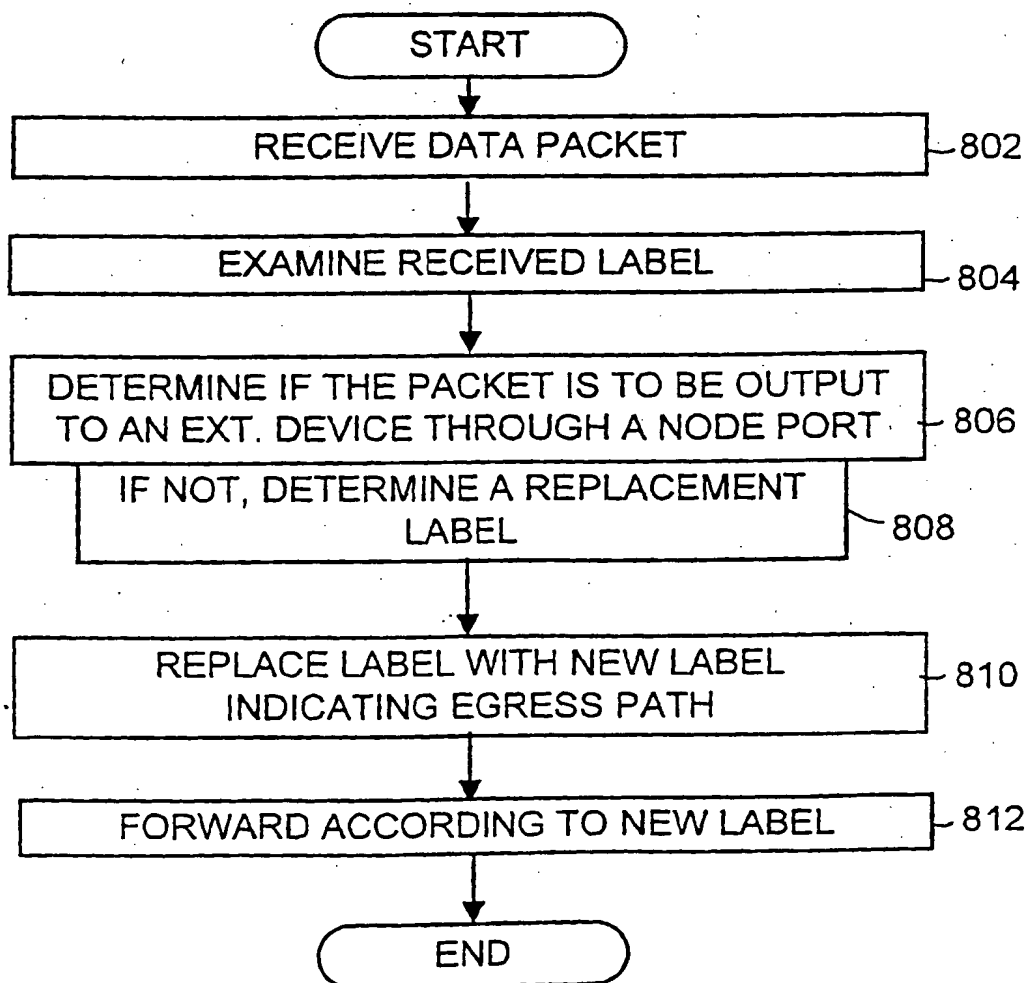 START
RECEIVE DATA PACKET
802
EXAMINE RECEIVED LABEL
804
DETERMINE IF THE PACKET IS TO BE OUTPUT
TO AN EXT. DEVICE THROUGH A NODE PORT
806
IF NOT, DETERMINE A REPLACEMENT
LABEL
808
REPLACE LABEL WITH NEW LABEL
INDICATING EGRESS PATH
810
FORWARD ACCORDING TO NEW LABEL
812
END